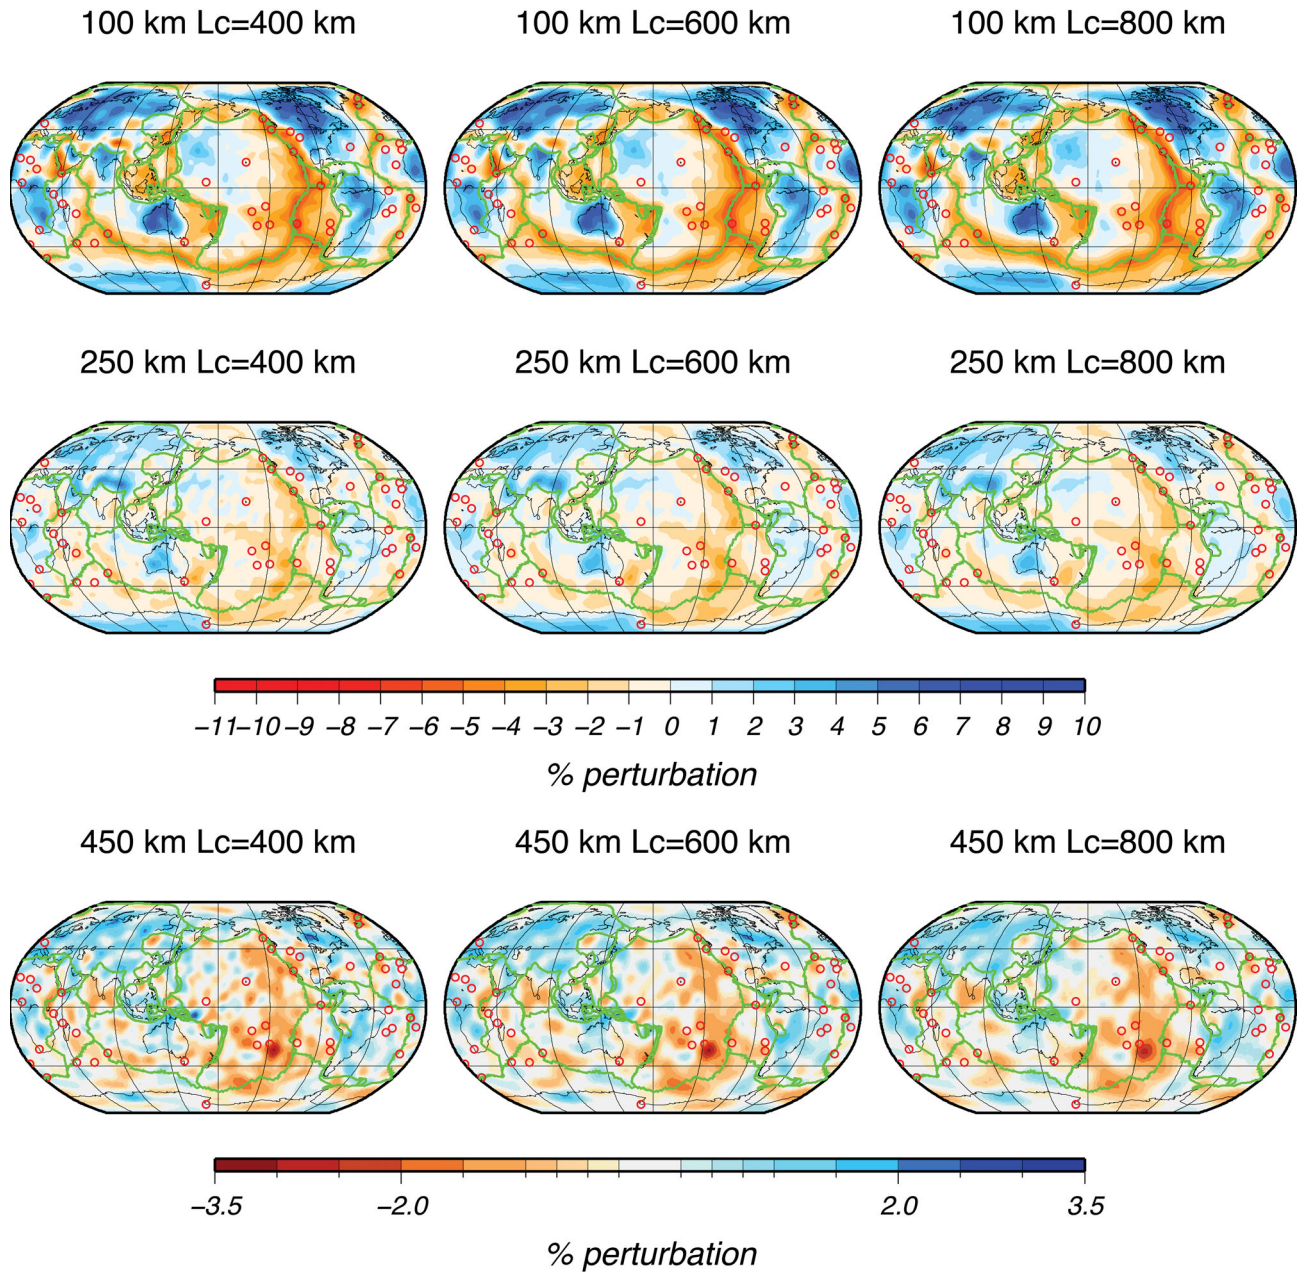 100 km Lc=400 km 100 km Lc=600 km 100 km Lc=800 km
250 km Lc=400 km 250 km Lc=600 km 250 km Lc=800 km
−11−10−9 −8 −7 −6 −5 −4 −3 −2 −1 0 1 2 3 4 5 6 7 8 9 10
% perturbation
450 km Lc=400 km 450 km Lc=600 km 450 km Lc=800 km
−3.5 −2.0 2.0 3.5
% perturbation